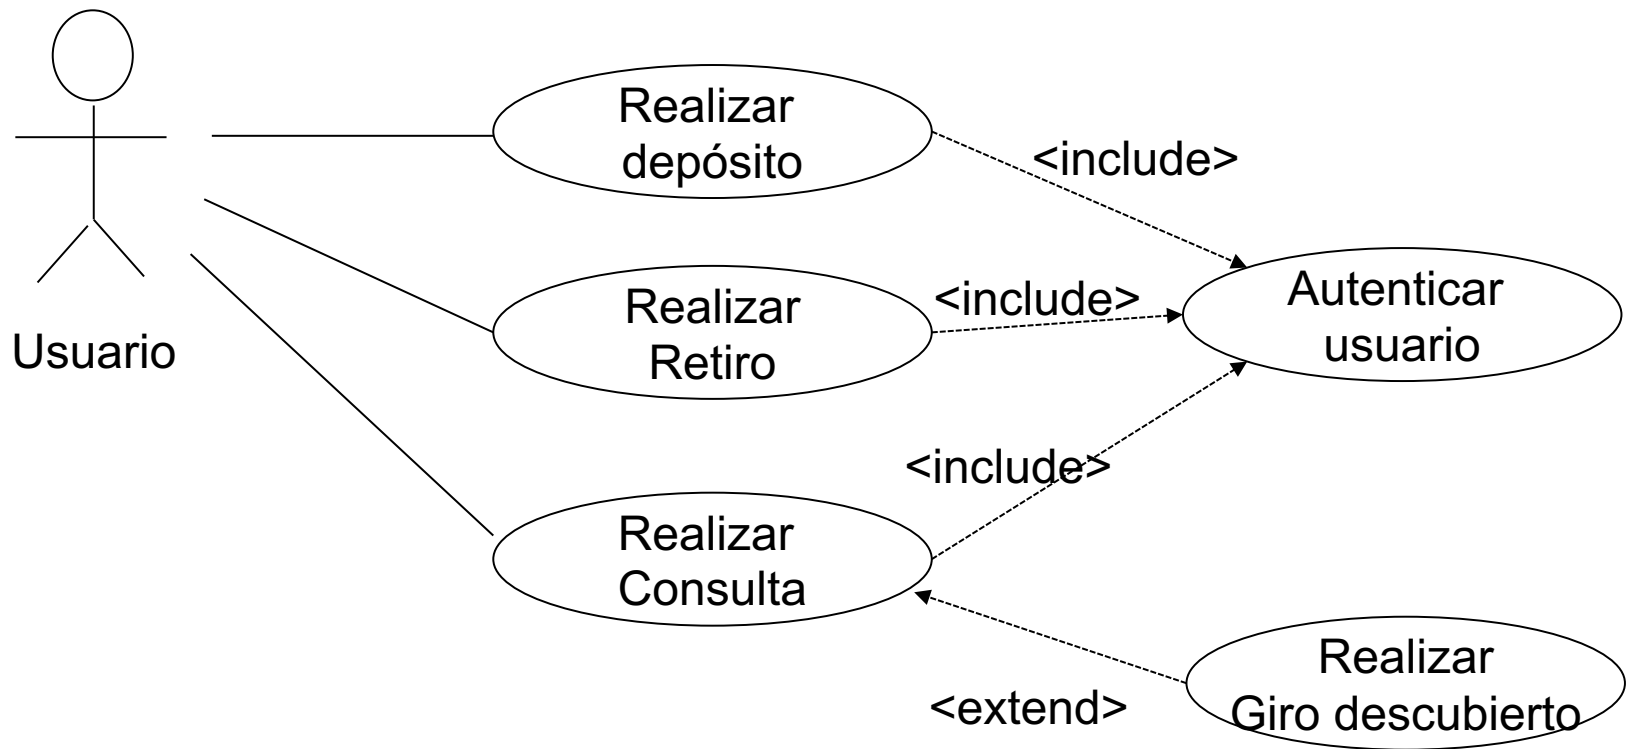 Realizar
depósito
<include>
Realizar
Retiro
<include>
Autenticar
usuario
Usuario
<include>
Realizar
Consulta
Realizar
Giro descubierto
<extend>